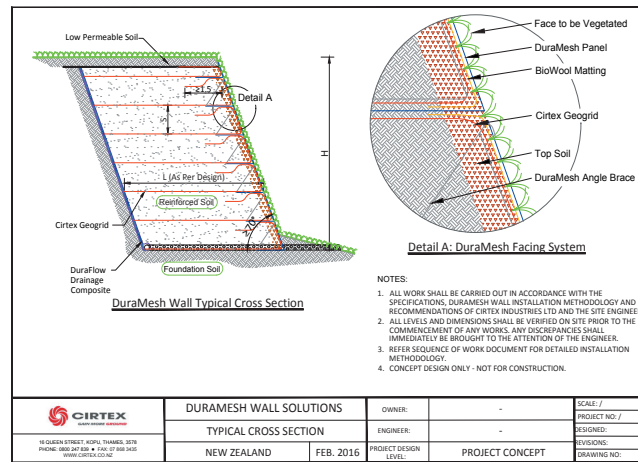 Low Permeable Soil
≥1.5
Detail A
S
H
L (As Per Design)
Reinforced Soil
Cirtex Geogrid
70°
DuraFlow
Drainage
Composite
Foundation Soil
DuraMesh Wall Typical Cross Section
Face to be Vegetated
DuraMesh Panel
BioWool Matting
Cirtex Geogrid
Top Soil
DuraMesh Angle Brace
Detail A: DuraMesh Facing System
NOTES:
1. ALL WORK SHALL BE CARRIED OUT IN ACCORDANCE WITH THE
SPECIFICATIONS, DURAMESH WALL INSTALLATION METHODOLOGY AND
RECOMMENDATIONS OF CIRTEX INDUSTRIES LTD AND THE SITE ENGINEE
2. ALL LEVELS AND DIMENSIONS SHALL BE VERIFIED ON SITE PRIOR TO THE
COMMENCEMENT OF ANY WORKS. ANY DISCREPANCIES SHALL
IMMEDIATELY BE BROUGHT TO THE ATTENTION OF THE ENGINEER.
3. REFER SEQUENCE OF WORK DOCUMENT FOR DETAILED INSTALLATION
METHODOLOGY.
4. CONCEPT DESIGN ONLY - NOT FOR CONSTRUCTION.
CIRTEX
GAIN MORE GROUND
16 QUEEN STREET, KOPU, THAMES, 3578
PHONE: 0800 247 839 ● FAX: 07 868 3435
WWW.CIRTEX.CO.NZ
DURAMESH WALL SOLUTIONS
TYPICAL CROSS SECTION
NEW ZEALAND
FEB. 2016
OWNER: -
ENGINEER: -
PROJECT DESIGN
LEVEL:
PROJECT CONCEPT
SCALE: /
PROJECT NO: /
DESIGNED:
REVISIONS:
DRAWING NO: